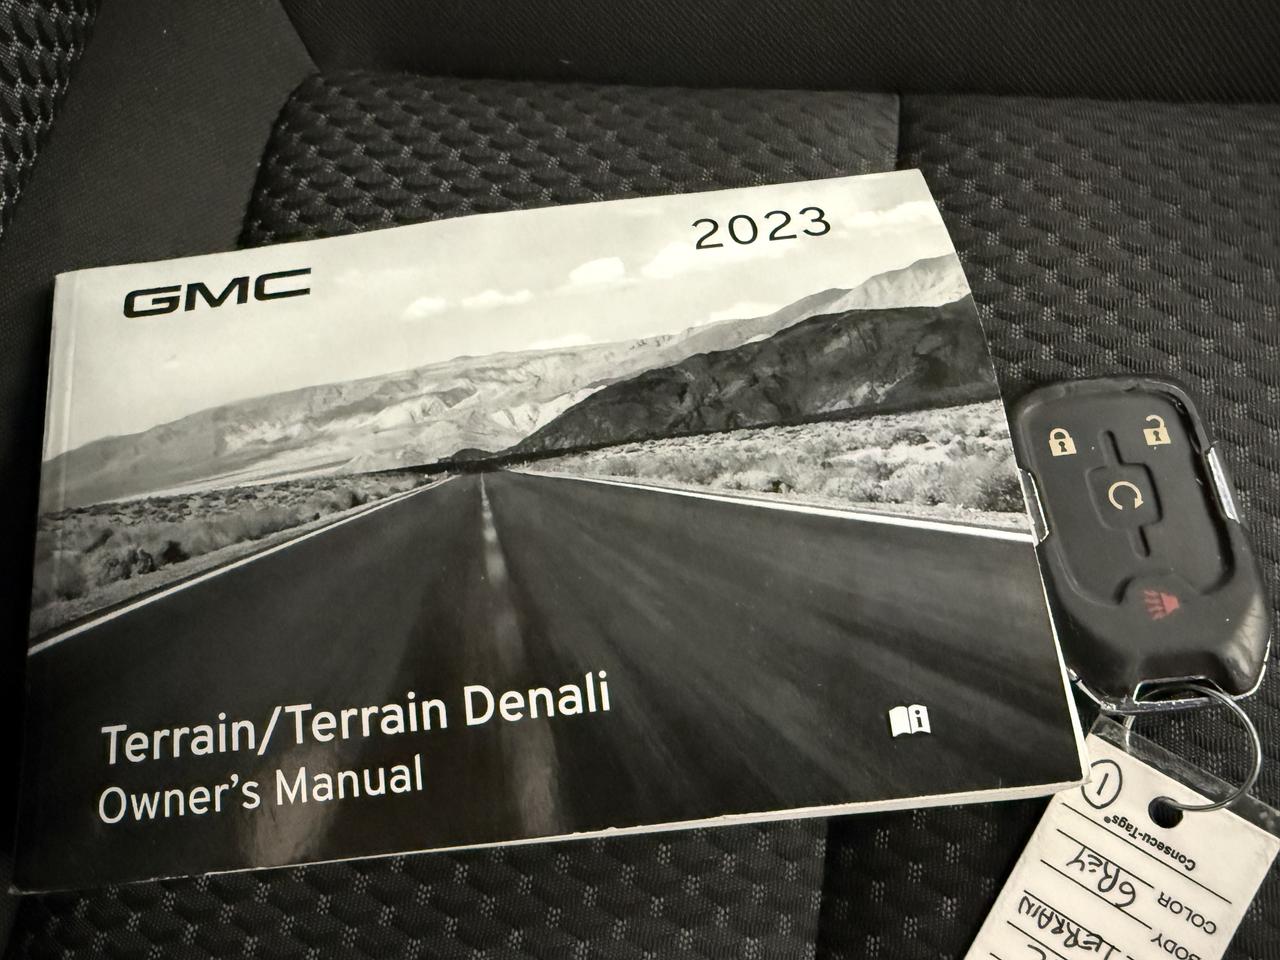 GMC
2023
Terrain/Terrain Denali
Owner's Manual
1
Consecu-Tags®
COLOR GREY
BODY TERRAIN